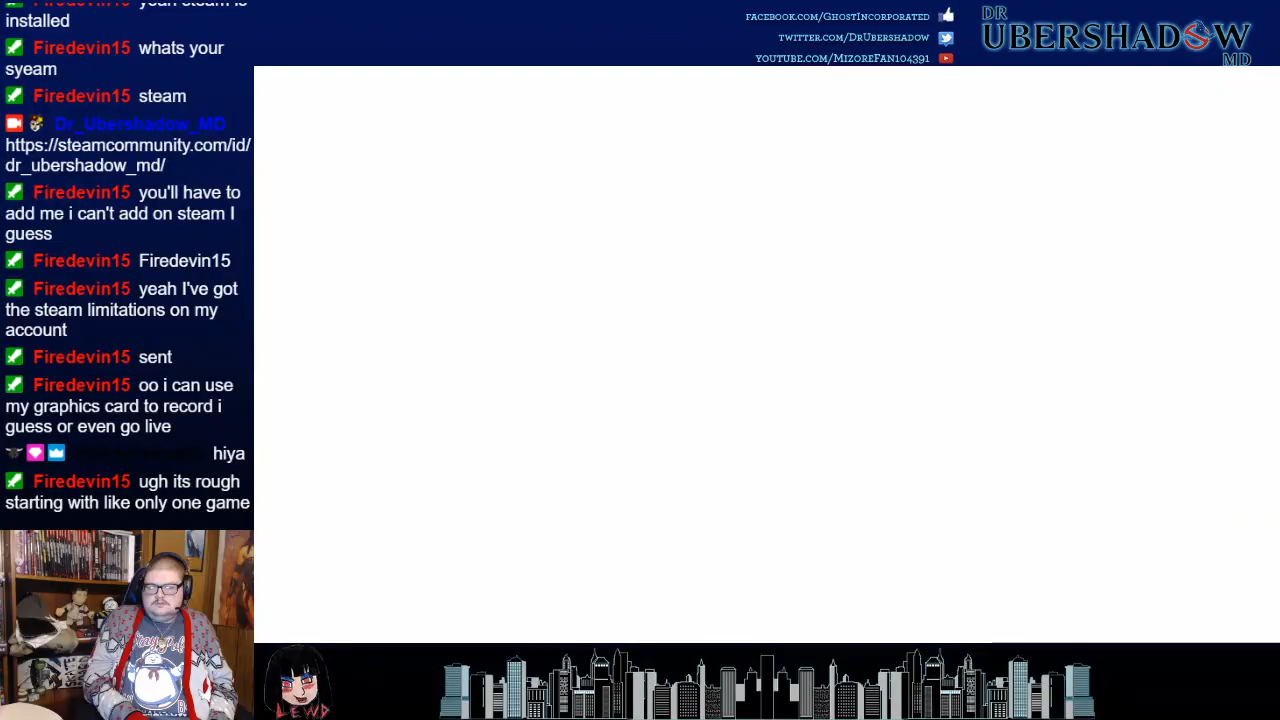 yeah steam is
installed
Firedevin15 whats your
syeam
Firedevin15 steam
Dr_Ubershadow_MD
https://steamcommunity.com/id/
dr_ubershadow_md/
Firedevin15 you'll have to
add me i can't add on steam I
guess
Firedevin15 Firedevin15
Firedevin15 yeah I've got
the steam limitations on my
account
Firedevin15 sent
Firedevin15 oo i can use
my graphics card to record i
guess or even go live
hiya
Firedevin15 ugh its rough
starting with like only one game
facebook.com/GhostIncorporated
twitter.com/DrUbershadow
youtube.com/MizoreFan104391
DR
UBERSHADOW
MD
LEWD